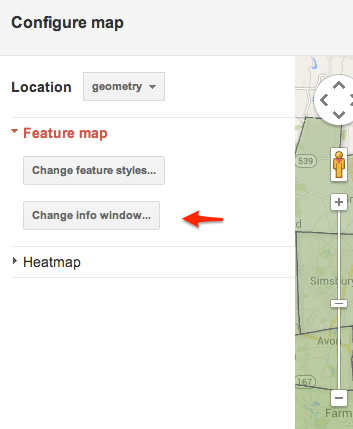 Configure map
Location geometry
Feature map
Change feature styles...
Change info window...
Heatmap
539
Simsbury
Avon
167
Farm